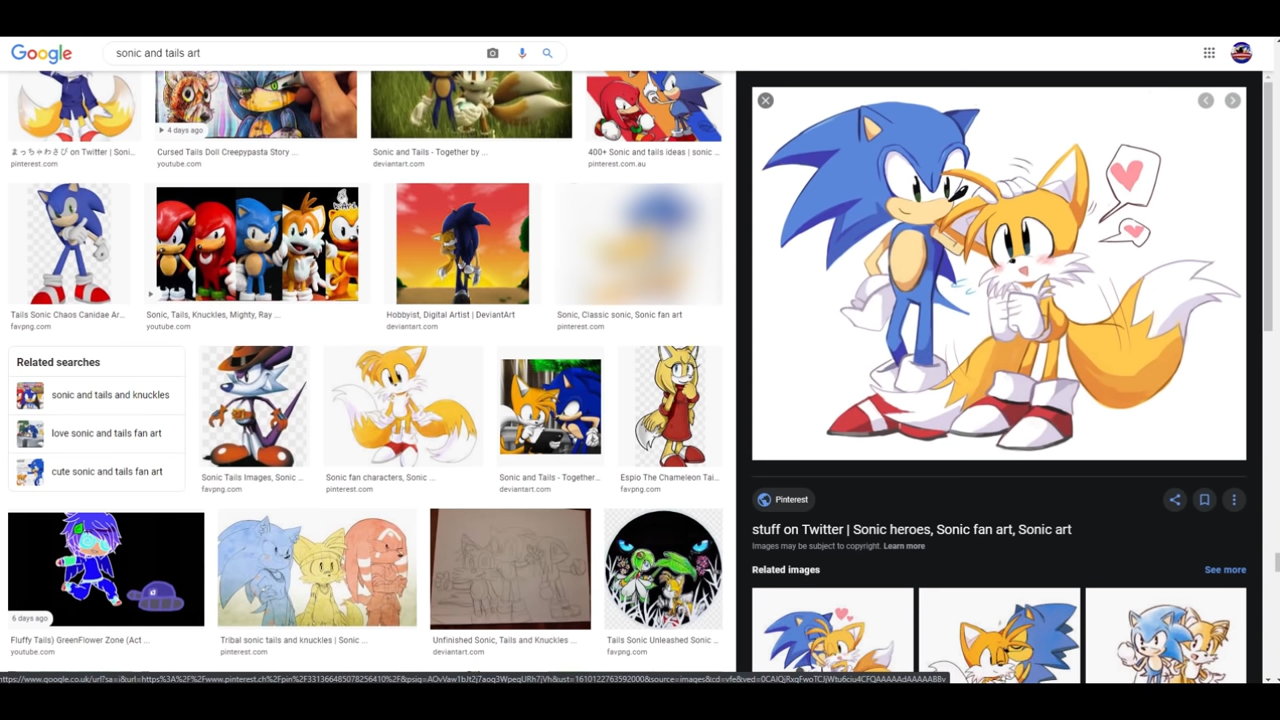 Google
sonic and tails art
まっちゃわさび on Twitter | Soni...
pinterest.com
4 days ago
Cursed Tails Doll Creepypasta Story ...
youtube.com
Sonic and Tails - Together by ...
deviantart.com
400+ Sonic and tails ideas | sonic ...
pinterest.com.au
Tails Sonic Chaos Canidae Ar...
favpng.com
Sonic, Tails, Knuckles, Mighty, Ray ...
youtube.com
Hobbyist, Digital Artist | DeviantArt
deviantart.com
Sonic, Classic sonic, Sonic fan art
pinterest.com
Related searches
sonic and tails and knuckles
love sonic and tails fan art
cute sonic and tails fan art
Sonic Tails Images, Sonic ...
favpng.com
Sonic fan characters, Sonic ...
pinterest.com
Sonic and Tails - Together...
deviantart.com
Espio The Chameleon Tai...
favpng.com
6 days ago
Fluffy Tails) GreenFlower Zone (Act ...
youtube.com
Tribal sonic tails and knuckles | Sonic ...
pinterest.com
Unfinished Sonic, Tails and Knuckles ...
deviantart.com
Tails Sonic Unleashed Sonic ...
favpng.com
Pinterest
stuff on Twitter | Sonic heroes, Sonic fan art, Sonic art
Images may be subject to copyright. Learn more
Related images
See more